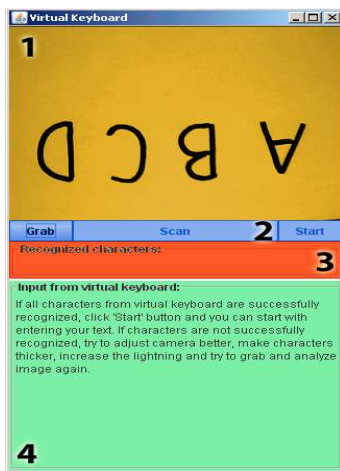 Virtual Keyboard
1
A B C D
Grab Scan 2 Start
Recognized characters:
3
Input from virtual keyboard:
If all characters from virtual keyboard are successfully
recognized, click 'Start' button and you can start with
entering your text. If characters are not successfully
recognized, try to adjust camera better, make characters
thicker, increase the lightning and try to grab and analyze
image again.
4